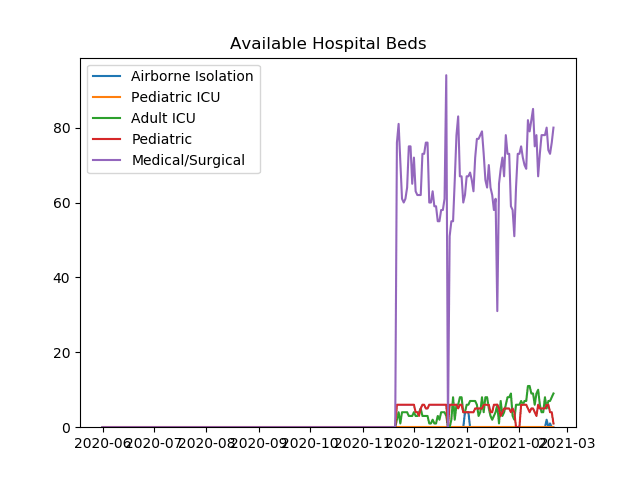 Available Hospital Beds
Airborne Isolation
Pediatric ICU
Adult ICU
Pediatric
Medical/Surgical
80
60
40
20
0
2020-06 2020-07 2020-08 2020-09 2020-10 2020-11 2020-12 2021-01 2021-02 2021-03